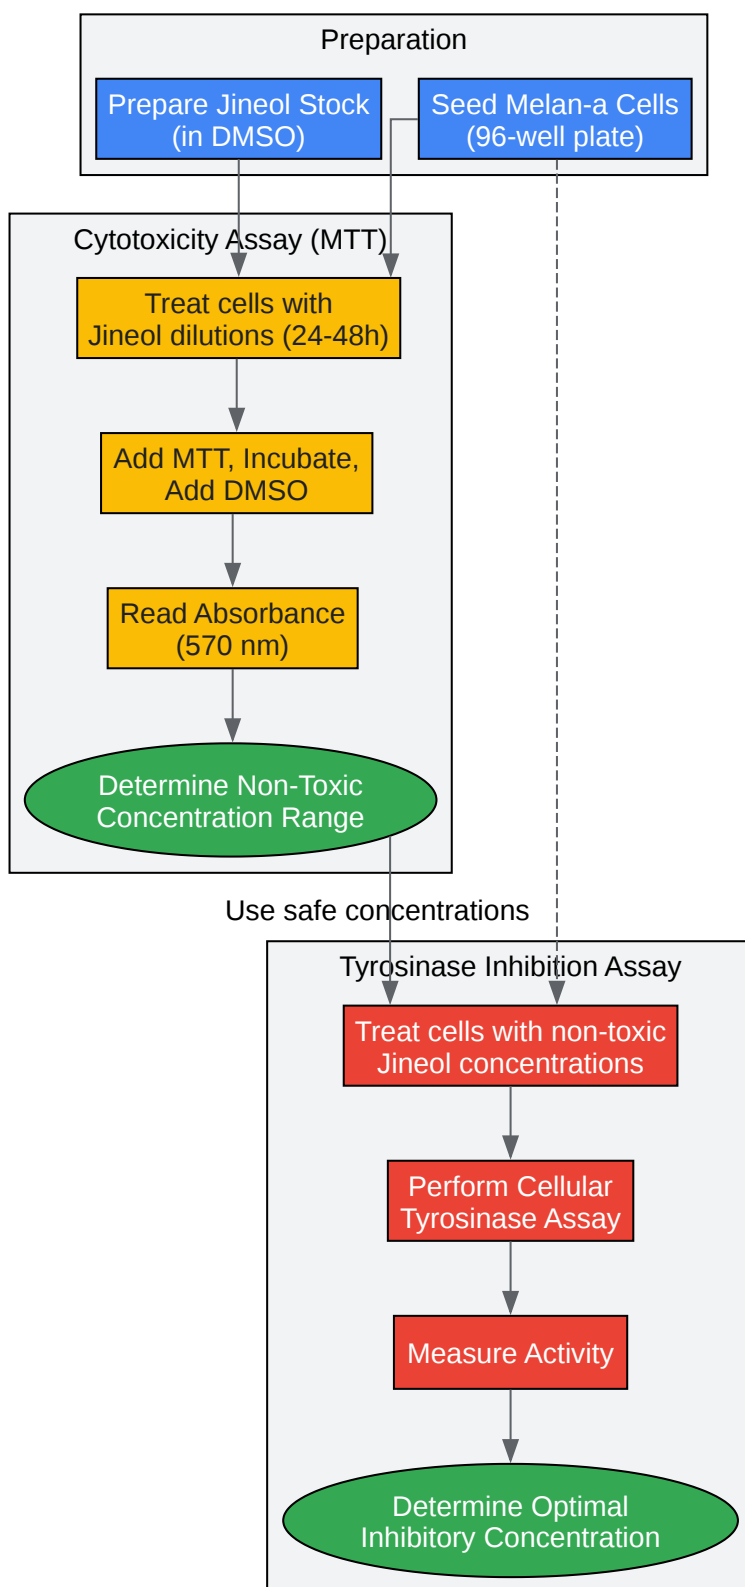 Preparation
Prepare Jineol Stock
(in DMSO)
Seed Melan-a Cells
(96-well plate)
Cytotoxicity Assay (MTT)
Treat cells with
Jineol dilutions (24-48h)
Add MTT, Incubate,
Add DMSO
Read Absorbance
(570 nm)
Determine Non-Toxic
Concentration Range
Use safe concentrations
Tyrosinase Inhibition Assay
Treat cells with non-toxic
Jineol concentrations
Perform Cellular
Tyrosinase Assay
Measure Activity
Determine Optimal
Inhibitory Concentration